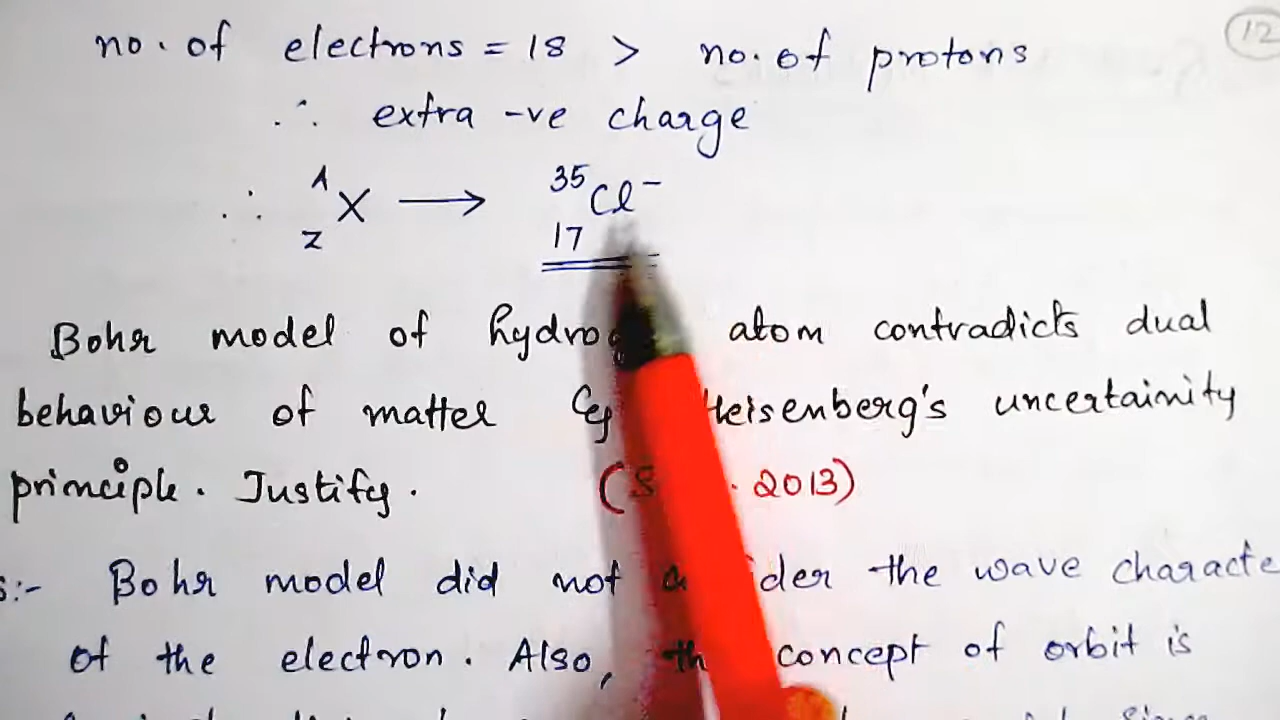 12
no. of electrons = 18 > no. of protons
∴ extra -ve charge
∴ A Z X → 35 17 Cl⁻
Bohr model of atom contradicts dual
behaviour of matter Heisenberg's uncertainity
principle. Justify. 2013)
Bohr model did not the wave characte
of the electron. Also, concept of orbit is